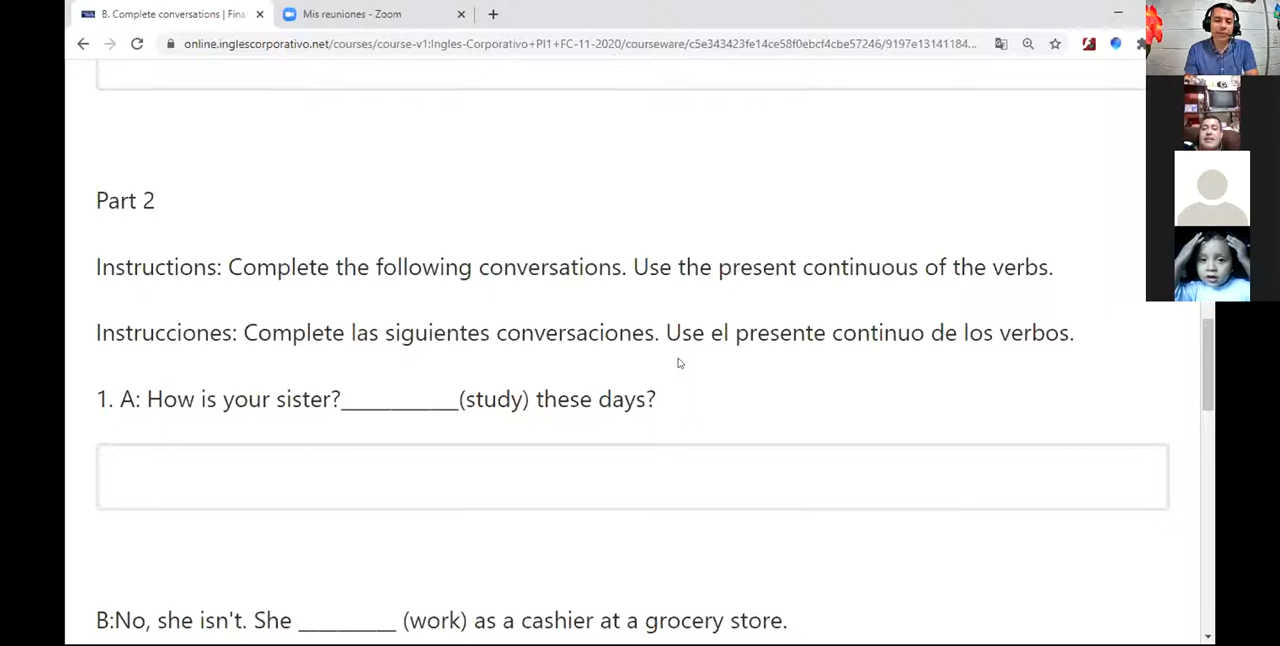 B. Complete conversations | Fina
Mis reuniones - Zoom
online.inglescorporativo.net/courses/course-v1:Ingles-Corporativo+PI1+FC-11-2020/courseware/c5e343423fe14ce58f0ebcf4cbe57246/9197e13141184...
Part 2
Instructions: Complete the following conversations. Use the present continuous of the verbs.
Instrucciones: Complete las siguientes conversaciones. Use el presente continuo de los verbos.
1. A: How is your sister?___________(study) these days?
B:No, she isn't. She _________ (work) as a cashier at a grocery store.